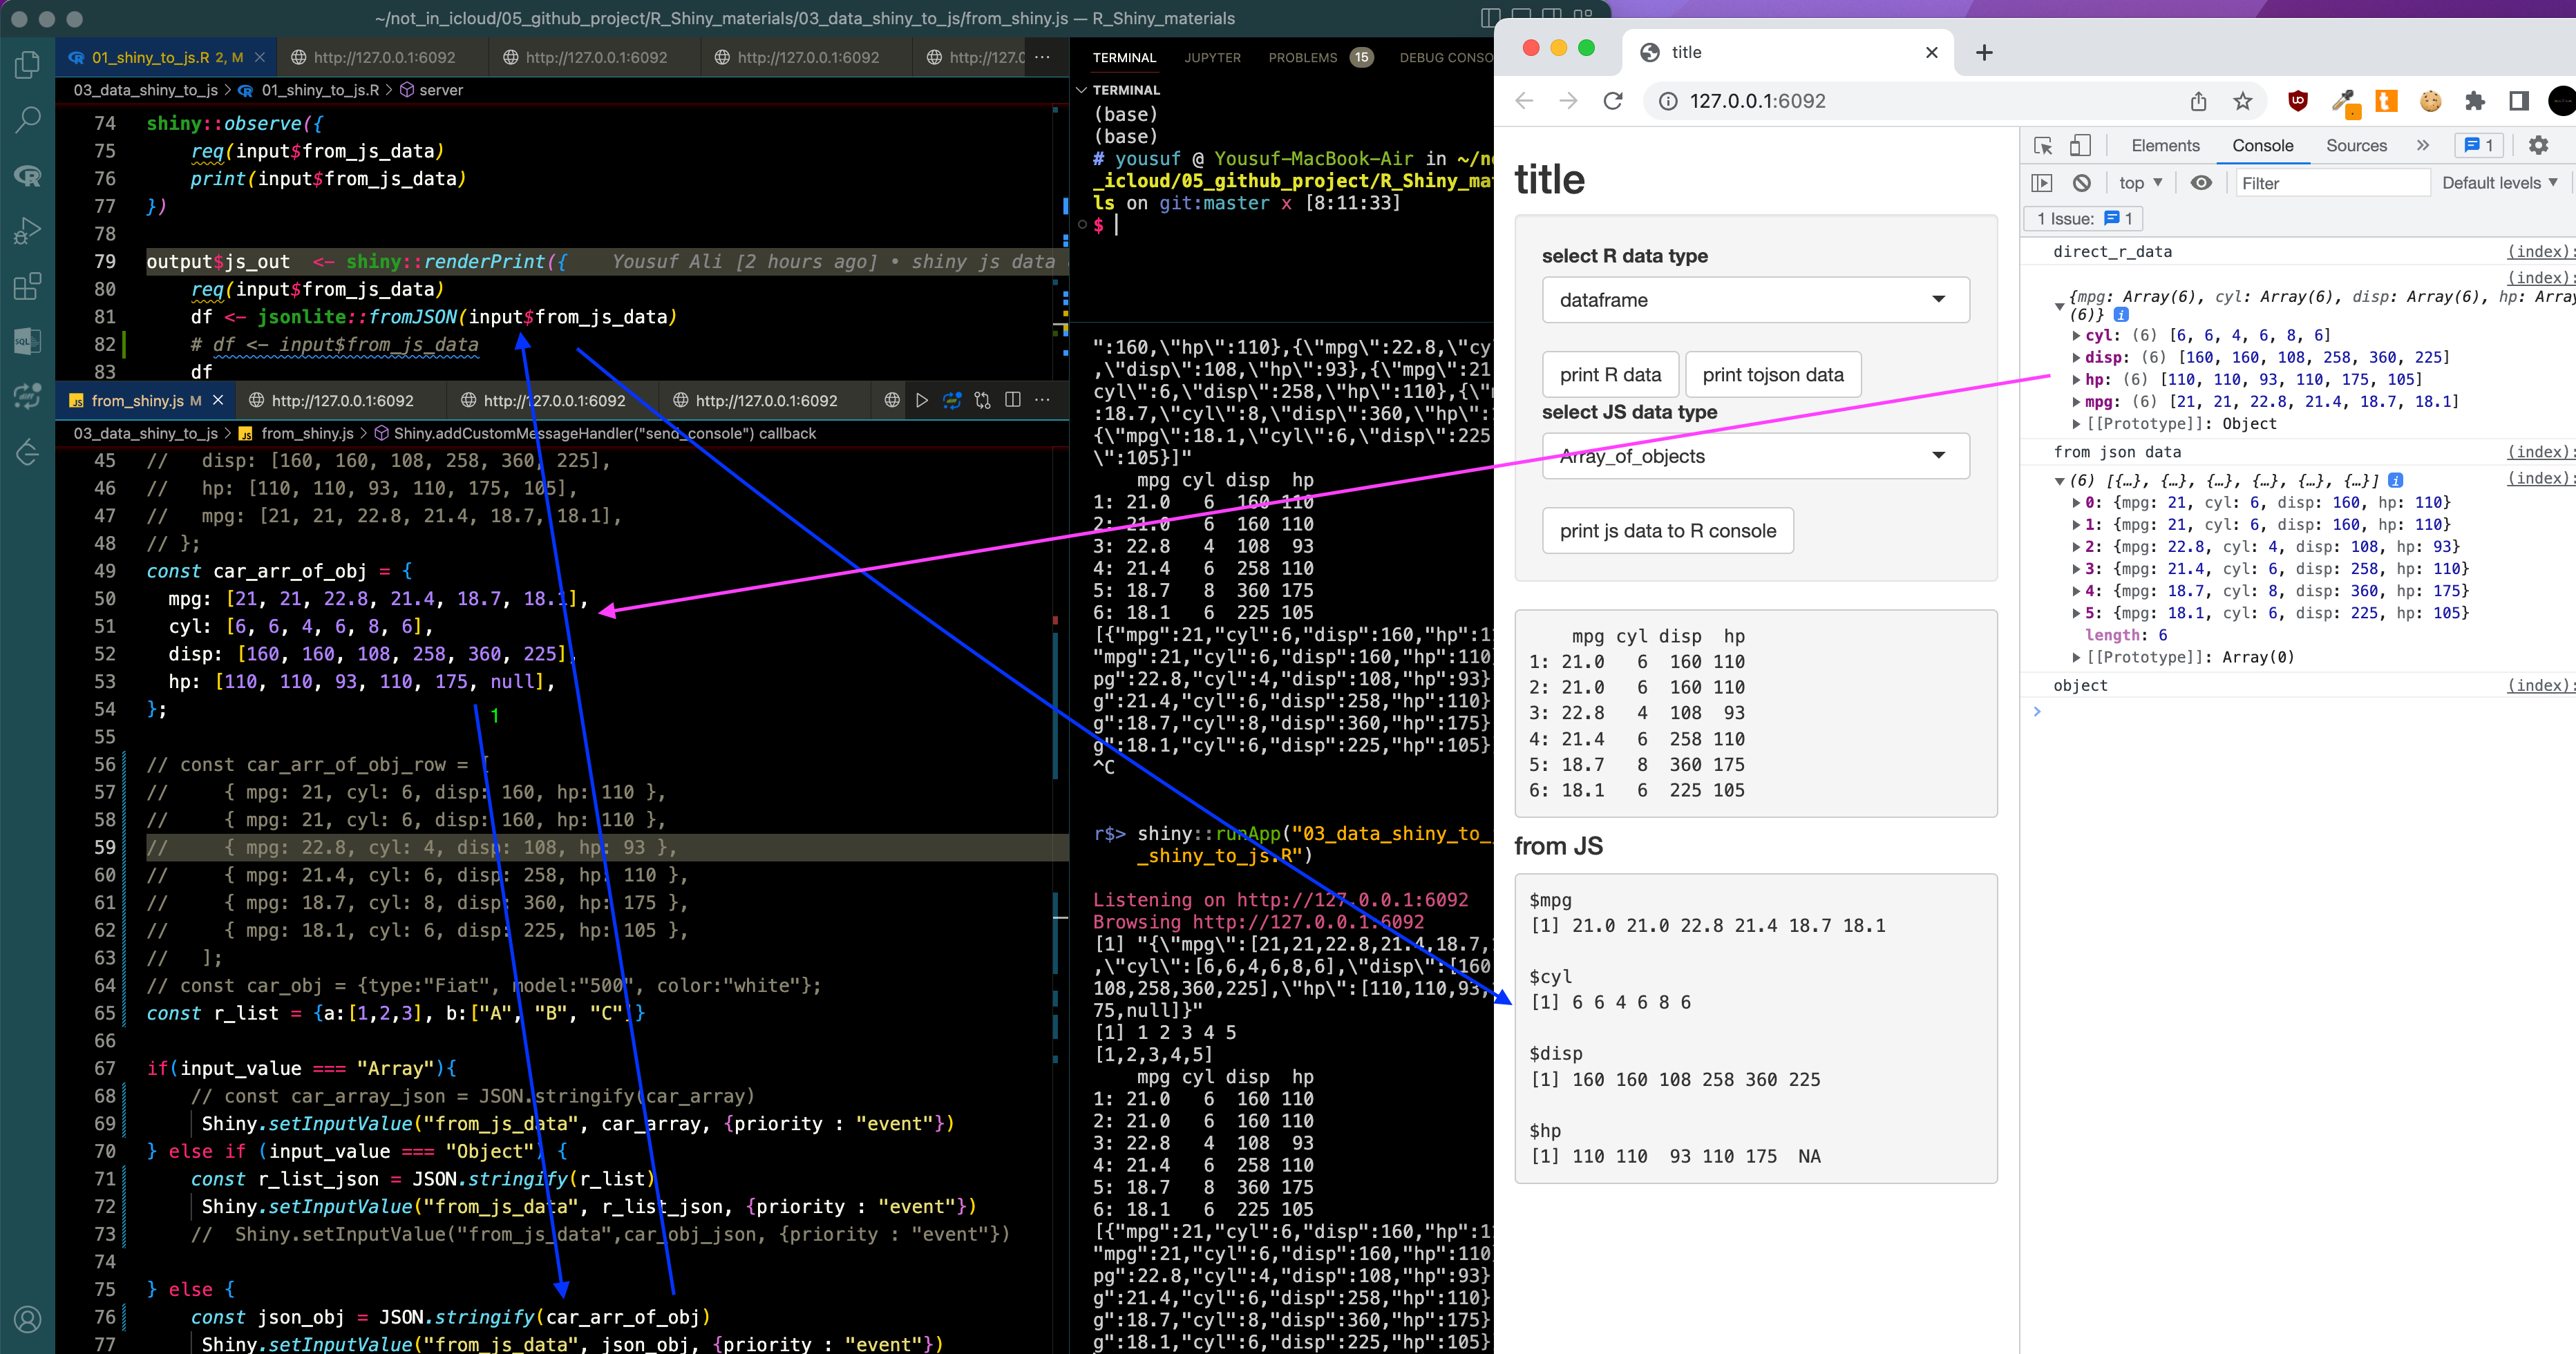 ~/not_in_icloud/05_github_project/R_Shiny_materials/03_data_shiny_to_js/from_shiny.js — R_Shiny_materials
01_shiny_to_js.R 2, M
http://127.0.0.1:6092
http://127.0.0.1:6092
http://127.0.0.1:6092
http://127.0.0.1:6092
03_data_shiny_to_js > 01_shiny_to_js.R > server
74 shiny::observe({
75 req(input$from_js_data)
76 print(input$from_js_data)
77 })
78
79 output$js_out <- shiny::renderPrint({ Yousuf Ali [2 hours ago] • shiny js data
80 req(input$from_js_data)
81 df <- jsonlite::fromJSON(input$from_js_data)
82 # df <- input$from_js_data
83 df
from_shiny.js M
http://127.0.0.1:6092
http://127.0.0.1:6092
http://127.0.0.1:6092
03_data_shiny_to_js > from_shiny.js > Shiny.addCustomMessageHandler("send_console") callback
45 // disp: [160, 160, 108, 258, 360, 225],
46 // hp: [110, 110, 93, 110, 175, 105],
47 // mpg: [21, 21, 22.8, 21.4, 18.7, 18.1],
48 // };
49 const car_arr_of_obj = {
50 mpg: [21, 21, 22.8, 21.4, 18.7, 18.1],
51 cyl: [6, 6, 4, 6, 8, 6],
52 disp: [160, 160, 108, 258, 360, 225],
53 hp: [110, 110, 93, 110, 175, null],
54 };
1
55
56 // const car_arr_of_obj_row = [
57 // { mpg: 21, cyl: 6, disp: 160, hp: 110 },
58 // { mpg: 21, cyl: 6, disp: 160, hp: 110 },
59 // { mpg: 22.8, cyl: 4, disp: 108, hp: 93 },
60 // { mpg: 21.4, cyl: 6, disp: 258, hp: 110 },
61 // { mpg: 18.7, cyl: 8, disp: 360, hp: 175 },
62 // { mpg: 18.1, cyl: 6, disp: 225, hp: 105 },
63 // ];
64 // const car_obj = {type:"Fiat", model:"500", color:"white"};
65 const r_list = {a:[1,2,3], b:["A", "B", "C"]}
66
67 if(input_value === "Array"){
68 // const car_array_json = JSON.stringify(car_array)
69 Shiny.setInputValue("from_js_data", car_array, {priority : "event"})
70 } else if (input_value === "Object") {
71 const r_list_json = JSON.stringify(r_list)
72 Shiny.setInputValue("from_js_data", r_list_json, {priority : "event"})
73 // Shiny.setInputValue("from_js_data",car_obj_json, {priority : "event"})
74
75 } else {
76 const json_obj = JSON.stringify(car_arr_of_obj)
77 Shiny.setInputValue("from_js_data", json_obj, {priority : "event"})
TERMINAL JUPYTER PROBLEMS 15 DEBUG CONSO
TERMINAL
(base)
(base)
# yousuf @ Yousuf-MacBook-Air in ~/n
_icloud/05_github_project/R_Shiny_ma
ls on git:master x [8:11:33]
$
":160,\"hp\":110},{\"mpg\":22.8,\"cy
,\"disp\":108,\"hp\":93},{\"mpg\":21
cyl\":6,\"disp\":258,\"hp\":110},{\"m
:18.7,\"cyl\":8,\"disp\":360,\"hp\":
{\"mpg\":18.1,\"cyl\":6,\"disp\":225
\":105}]"
mpg cyl disp hp
1: 21.0 6 160 110
2: 21.0 6 160 110
3: 22.8 4 108 93
4: 21.4 6 258 110
5: 18.7 8 360 175
6: 18.1 6 225 105
[{"mpg":21,"cyl":6,"disp":160,"hp":1
"mpg":21,"cyl":6,"disp":160,"hp":110
pg":22.8,"cyl":4,"disp":108,"hp":93}
g":21.4,"cyl":6,"disp":258,"hp":110}
g":18.7,"cyl":8,"disp":360,"hp":175}
g":18.1,"cyl":6,"disp":225,"hp":105}
^C
r$> shiny::runApp("03_data_shiny_to_
_shiny_to_js.R")
Listening on http://127.0.0.1:6092
Browsing http://127.0.0.1:6092
[1] "{\"mpg\":[21,21,22.8,21.4,18.7,
,\"cyl\":[6,6,4,6,8,6],\"disp\":[160
108,258,360,225],\"hp\":[110,110,93,
75,null]}"
[1] 1 2 3 4 5
[1,2,3,4,5]
mpg cyl disp hp
1: 21.0 6 160 110
2: 21.0 6 160 110
3: 22.8 4 108 93
4: 21.4 6 258 110
5: 18.7 8 360 175
6: 18.1 6 225 105
[{"mpg":21,"cyl":6,"disp":160,"hp":1
"mpg":21,"cyl":6,"disp":160,"hp":110
pg":22.8,"cyl":4,"disp":108,"hp":93}
g":21.4,"cyl":6,"disp":258,"hp":110}
g":18.7,"cyl":8,"disp":360,"hp":175}
g":18.1,"cyl":6,"disp":225,"hp":105}
title
127.0.0.1:6092
title
select R data type
dataframe
print R data
print tojson data
select JS data type
Array_of_objects
print js data to R console
mpg cyl disp hp
1: 21.0 6 160 110
2: 21.0 6 160 110
3: 22.8 4 108 93
4: 21.4 6 258 110
5: 18.7 8 360 175
6: 18.1 6 225 105
from JS
$mpg
[1] 21.0 21.0 22.8 21.4 18.7 18.1
$cyl
[1] 6 6 4 6 8 6
$disp
[1] 160 160 108 258 360 225
$hp
[1] 110 110 93 110 175 NA
Elements Console Sources » 1
top Filter Default levels
1 Issue: 1
direct_r_data (index):
(index):
{mpg: Array(6), cyl: Array(6), disp: Array(6), hp: Array
(6)}
cyl: (6) [6, 6, 4, 6, 8, 6]
disp: (6) [160, 160, 108, 258, 360, 225]
hp: (6) [110, 110, 93, 110, 175, 105]
mpg: (6) [21, 21, 22.8, 21.4, 18.7, 18.1]
[[Prototype]]: Object
from json data (index):
(6) [{…}, {…}, {…}, {…}, {…}, {…}] (index):
0: {mpg: 21, cyl: 6, disp: 160, hp: 110}
1: {mpg: 21, cyl: 6, disp: 160, hp: 110}
2: {mpg: 22.8, cyl: 4, disp: 108, hp: 93}
3: {mpg: 21.4, cyl: 6, disp: 258, hp: 110}
4: {mpg: 18.7, cyl: 8, disp: 360, hp: 175}
5: {mpg: 18.1, cyl: 6, disp: 225, hp: 105}
length: 6
[[Prototype]]: Array(0)
object (index):